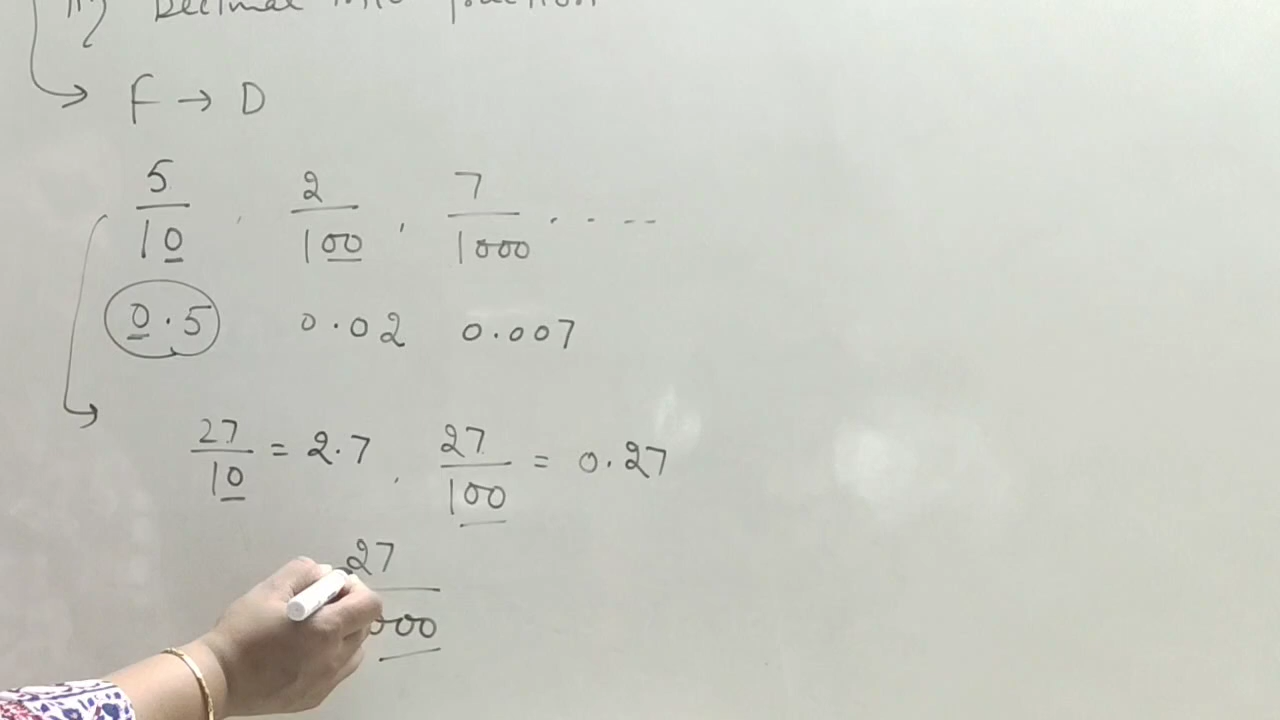 F → D
5/10 , 2/100 , 7/1000 . . - -
0.5 0.02 0.007
27/10 = 2.7 , 27/100 = 0.27
27
000